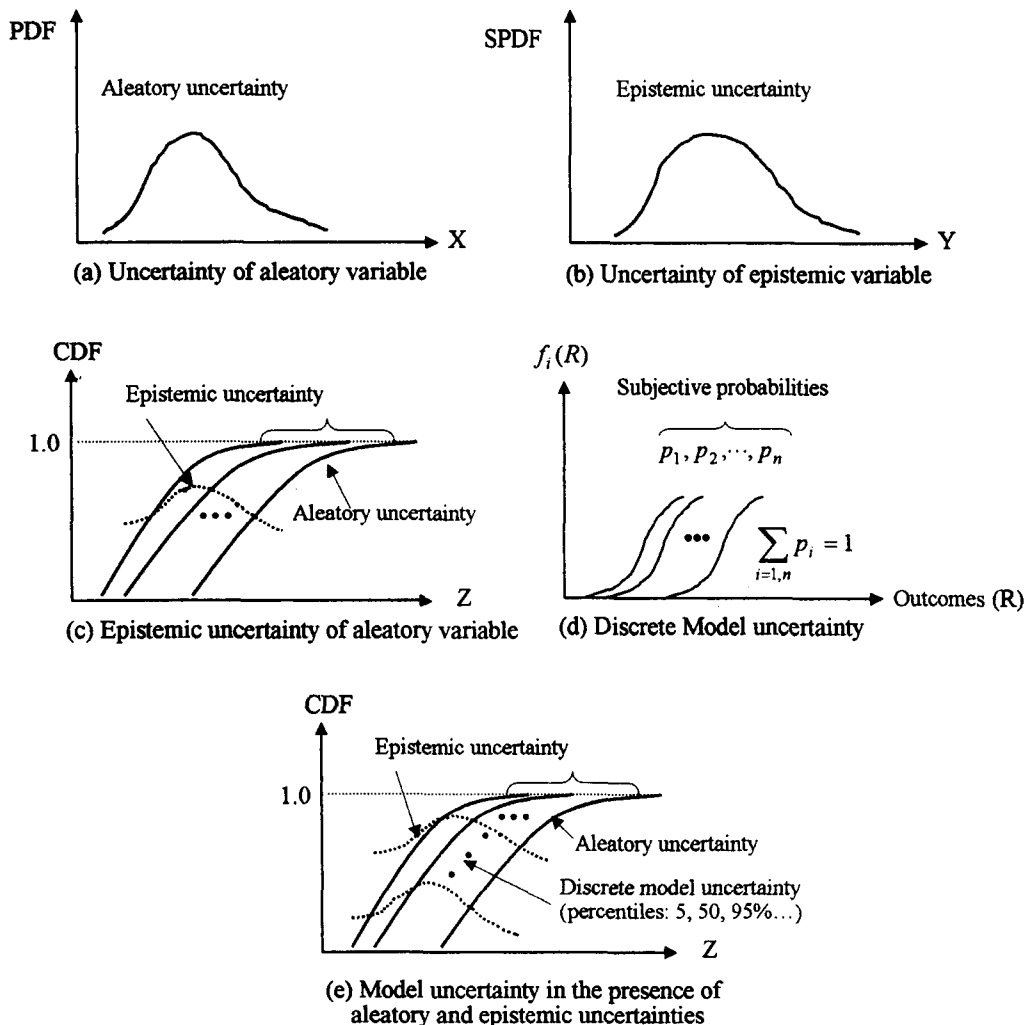 PDF
Aleatory uncertainty
X
(a) Uncertainty of aleatory variable
SPDF
Epistemic uncertainty
Y
(b) Uncertainty of epistemic variable
CDF
Epistemic uncertainty
1.0
Aleatory uncertainty
Z
(c) Epistemic uncertainty of aleatory variable
f_i(R)
Subjective probabilities
p_1, p_2, ..., p_n
∑_{i=1,n} p_i = 1
Outcomes (R)
(d) Discrete Model uncertainty
CDF
Epistemic uncertainty
1.0
Aleatory uncertainty
Discrete model uncertainty
(percentiles: 5, 50, 95%...)
Z
(e) Model uncertainty in the presence of
aleatory and epistemic uncertainties